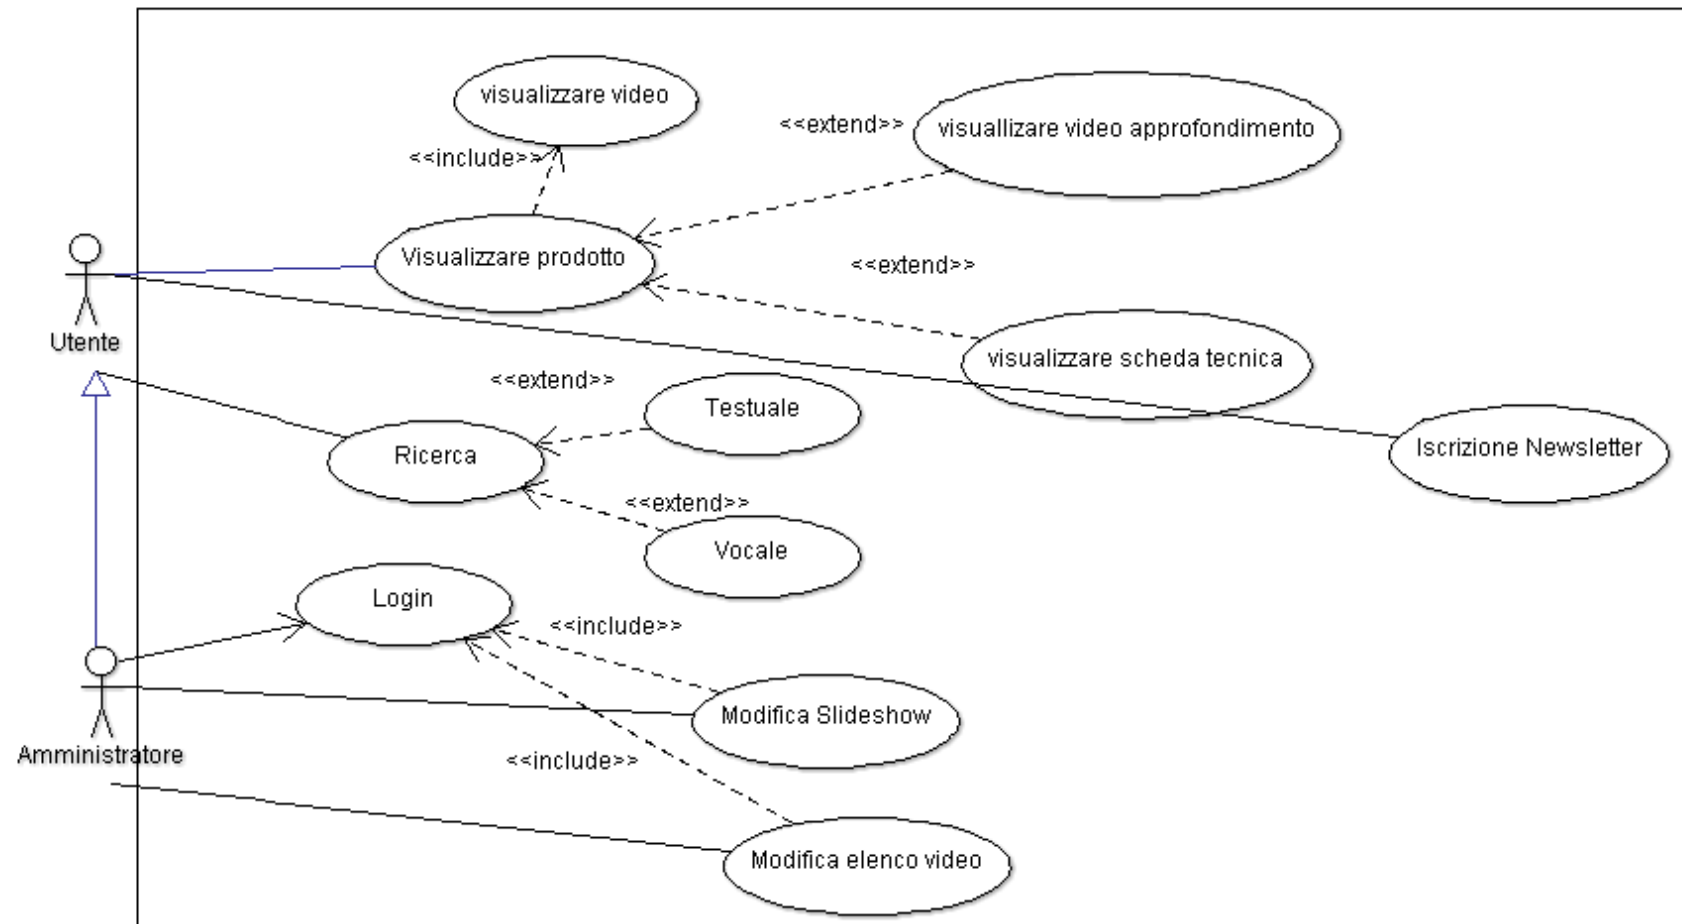 visualizzare video
<<extend>>
visuallizare video approfondimento
<<include>>
Visualizzare prodotto
<<extend>>
Utente
visualizzare scheda tecnica
<<extend>>
Testuale
Ricerca
Iscrizione Newsletter
<<extend>>
Vocale
Login
<<include>>
Modifica Slideshow
Amministratore
<<include>>
Modifica elenco video